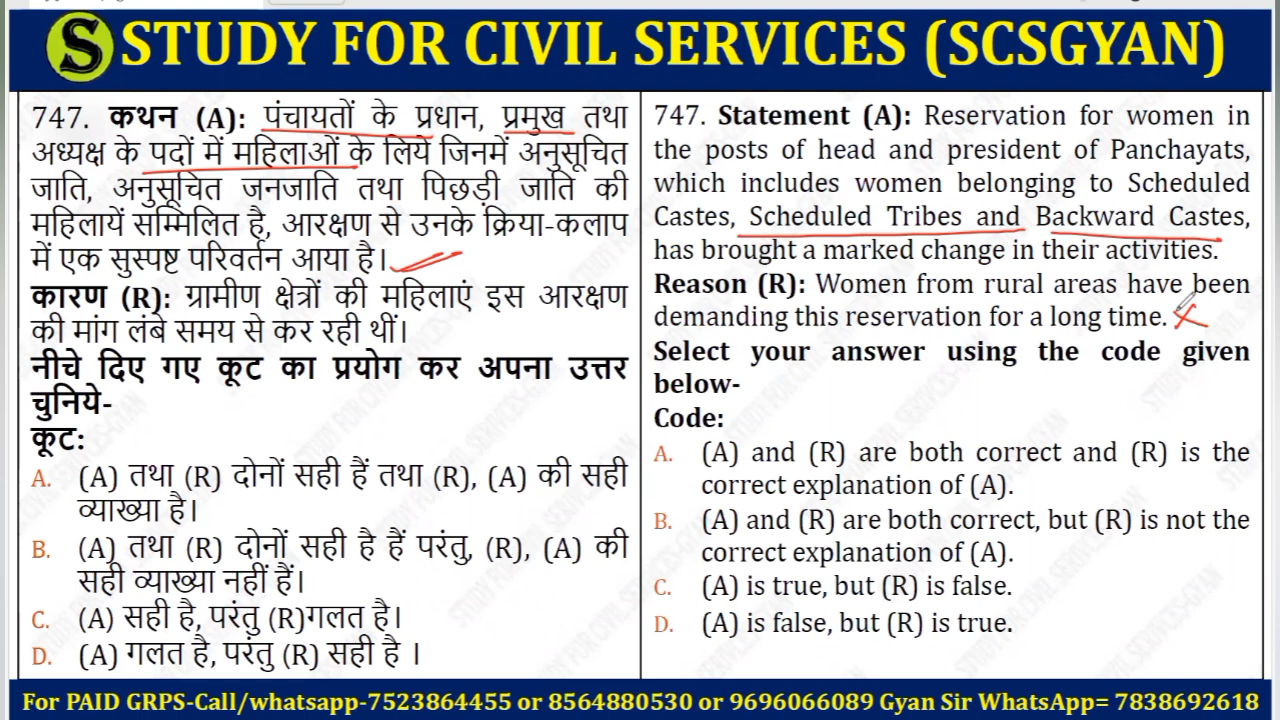 S STUDY FOR CIVIL SERVICES (SCSGYAN)
747. कथन (A): पंचायतों के प्रधान, प्रमुख तथा
अध्यक्ष के पदों में महिलाओं के लिये जिनमें अनुसूचित
जाति, अनुसूचित जनजाति तथा पिछड़ी जाति की
महिलायें सम्मिलित है, आरक्षण से उनके क्रिया-कलाप
में एक सुस्पष्ट परिवर्तन आया है।
कारण (R): ग्रामीण क्षेत्रों की महिलाएं इस आरक्षण
की मांग लंबे समय से कर रही थीं।
नीचे दिए गए कूट का प्रयोग कर अपना उत्तर
चुनिये-
कूट:
A. (A) तथा (R) दोनों सही हैं तथा (R), (A) की सही
व्याख्या है।
B. (A) तथा (R) दोनों सही है हैं परंतु, (R), (A) की
सही व्याख्या नहीं हैं।
C. (A) सही है, परंतु (R)गलत है।
D. (A) गलत है, परंतु (R) सही है ।
747. Statement (A): Reservation for women in
the posts of head and president of Panchayats,
which includes women belonging to Scheduled
Castes, Scheduled Tribes and Backward Castes,
has brought a marked change in their activities.
Reason (R): Women from rural areas have been
demanding this reservation for a long time.
Select your answer using the code given
below-
Code:
A. (A) and (R) are both correct and (R) is the
correct explanation of (A).
B. (A) and (R) are both correct, but (R) is not the
correct explanation of (A).
C. (A) is true, but (R) is false.
D. (A) is false, but (R) is true.
For PAID GRPS-Call/whatsapp-7523864455 or 8564880530 or 9696066089 Gyan Sir WhatsApp= 7838692618